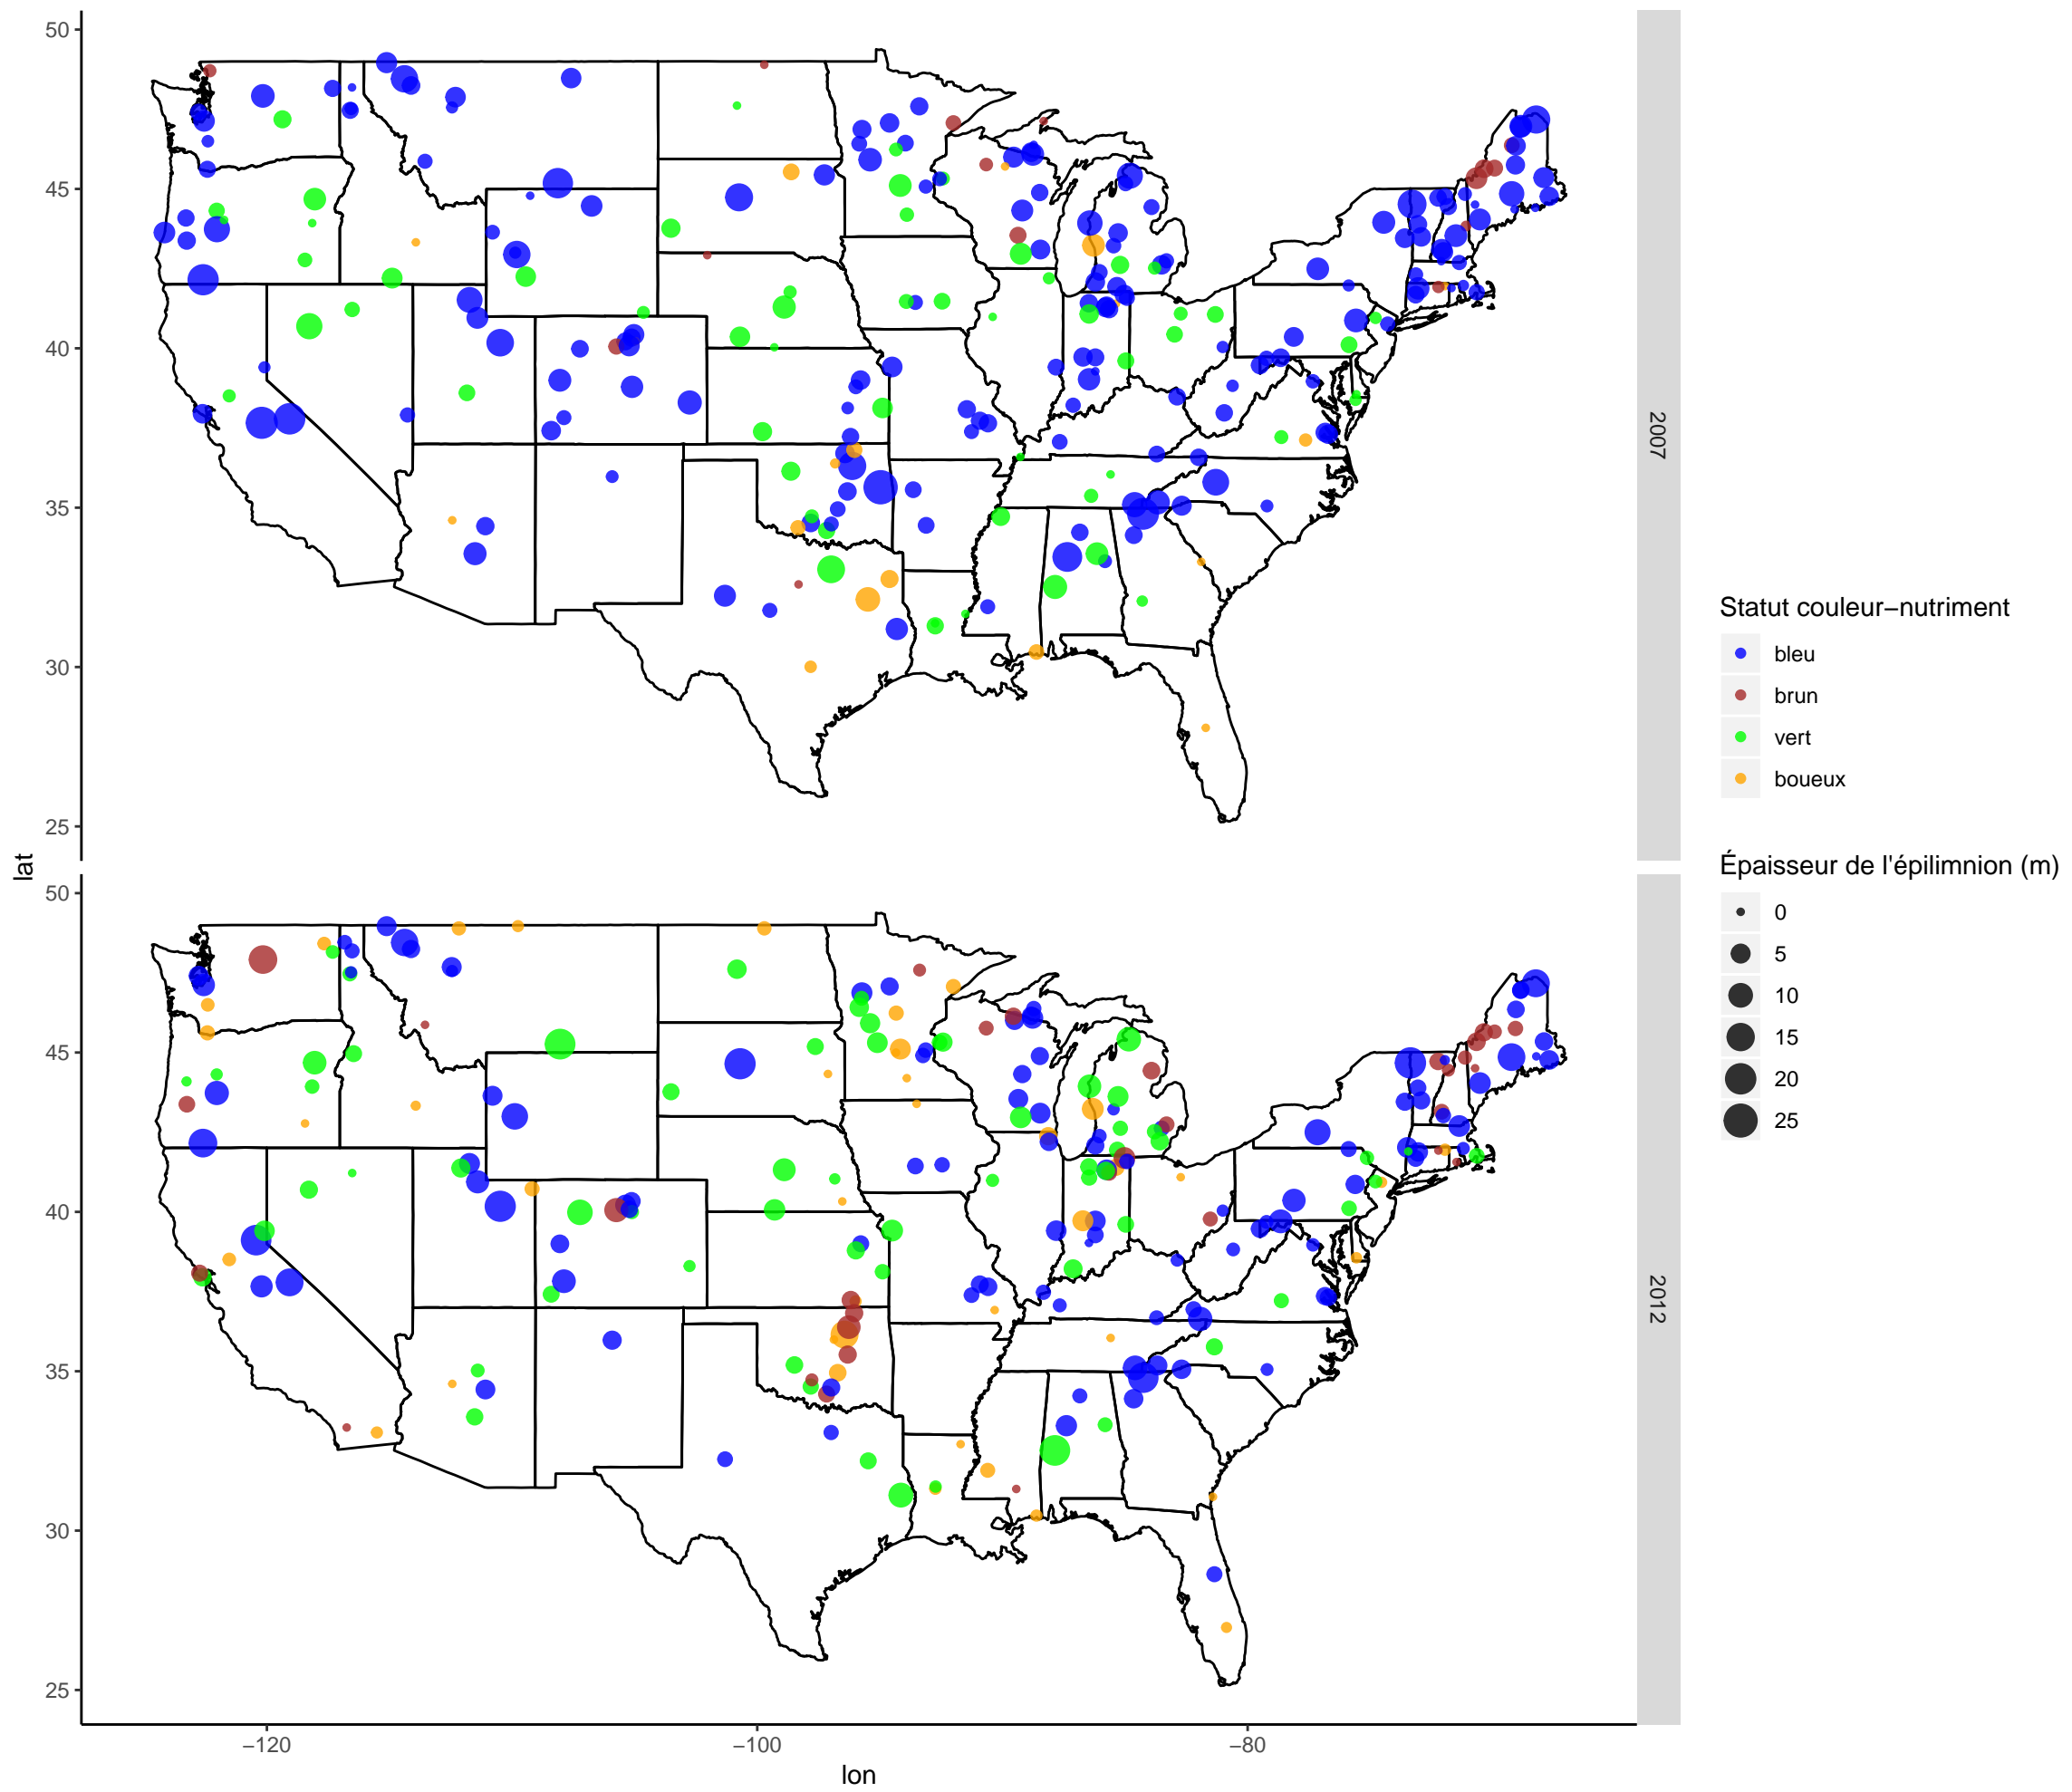 50
45
40
35
30
25
2007
lat
50
45
40
35
30
25
2012
−120
−100
−80
lon
Statut couleur−nutriment
bleu
brun
vert
boueux
Épaisseur de l'épilimnion (m)
0
5
10
15
20
25